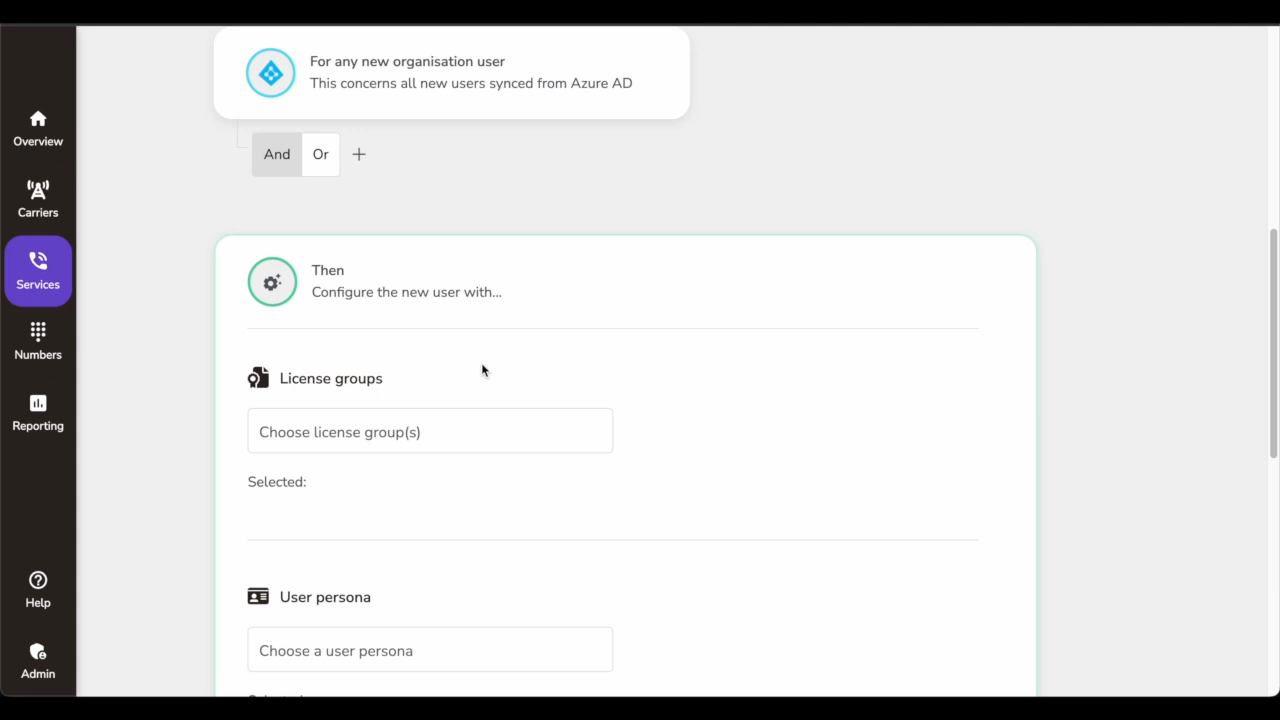 For any new organisation user
This concerns all new users synced from Azure AD
And Or
Overview
Carriers
Services
Numbers
Reporting
Help
Admin
Then
Configure the new user with...
License groups
Choose license group(s)
Selected:
User persona
Choose a user persona